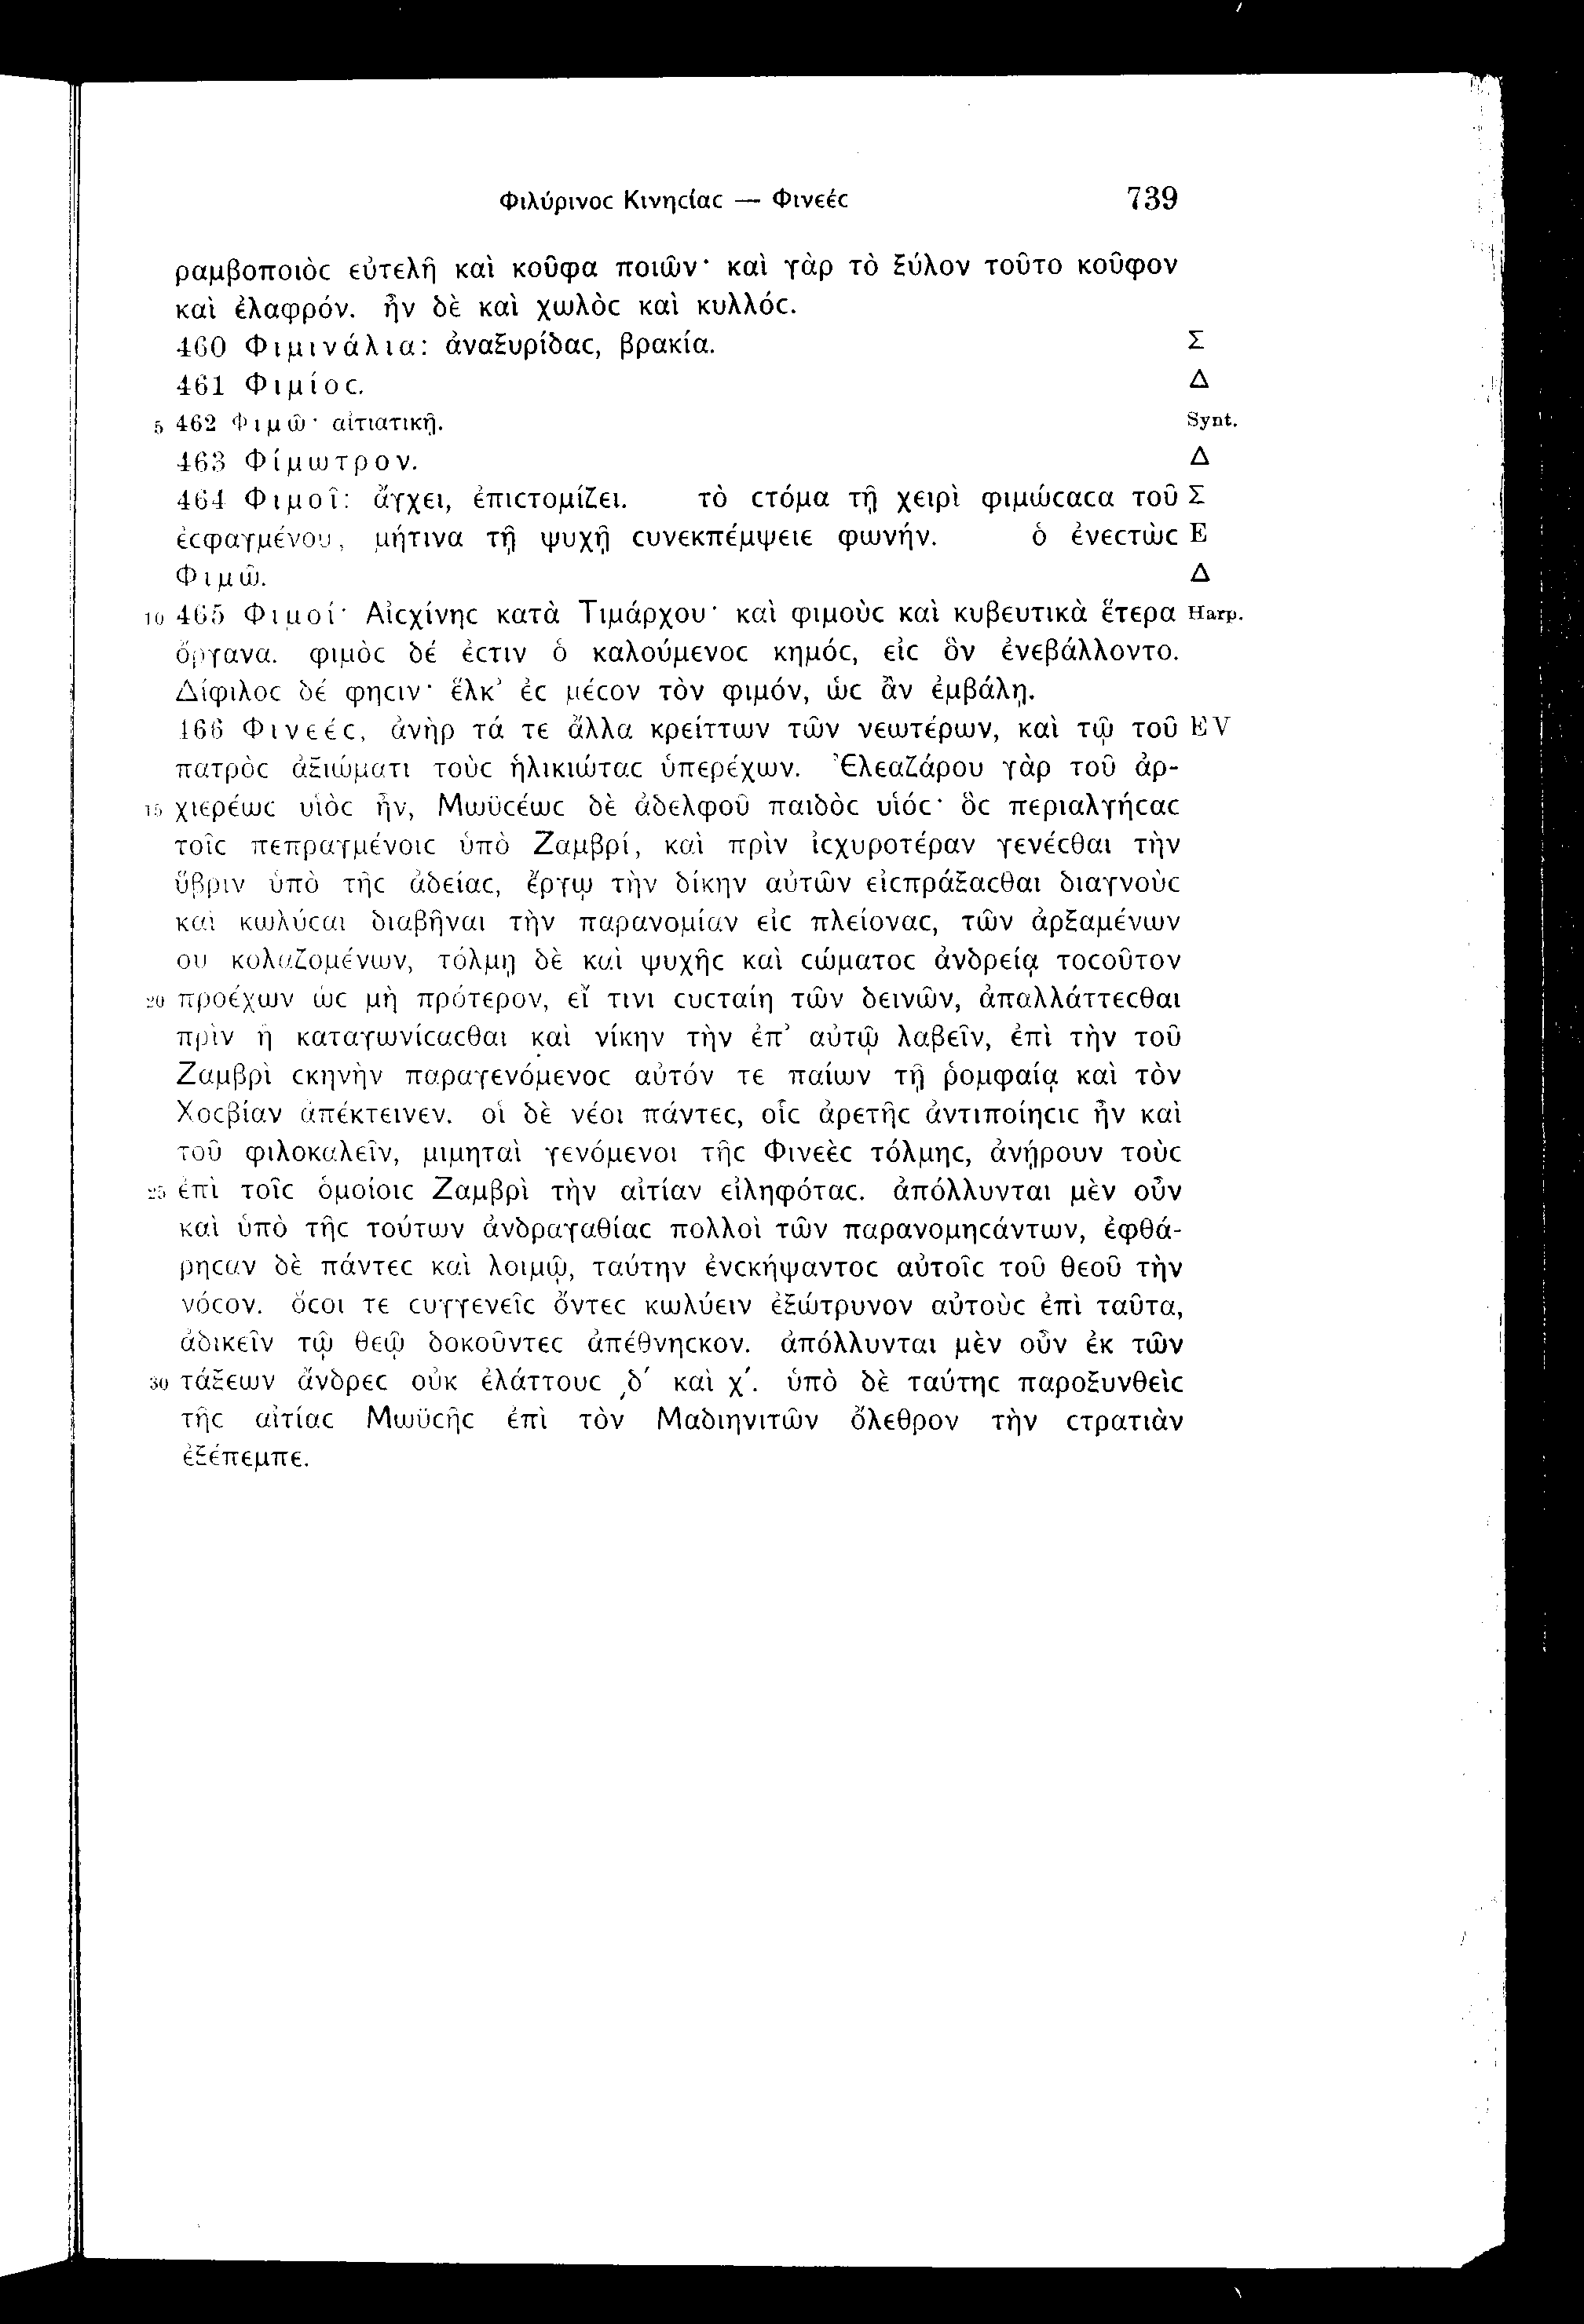 Φιλύρινοϲ Κινηϲίαϲ — Φινεέϲ 739
ραμβοποιὸϲ εὐτελῆ καὶ κοῦφα ποιῶν· καὶ γὰρ τὸ ξύλον τοῦτο κοῦφον
καὶ ἐλαφρόν. ἦν δὲ καὶ χωλὸϲ καὶ κυλλόϲ.
460 Φιμινάλια: ἀναξυρίδαϲ, βρακία. Σ
461 Φιμίοϲ. Δ
5 462 Φιμῶ· αἰτιατικῇ. Synt.
463 Φίμωτρον. Δ
464 Φιμοῖ: ἄγχει, ἐπιϲτομίζει. τὸ ϲτόμα τῇ χειρὶ φιμώϲαϲα τοῦ Σ
ἐϲφαγμένου, μήτινα τῇ ψυχῇ ϲυνεκπέμψειε φωνήν. ὁ ἐνεϲτὼϲ E
Φιμῶ. Δ
10 465 Φιμοί· Αἰϲχίνηϲ κατὰ Τιμάρχου· καὶ φιμοὺϲ καὶ κυβευτικὰ ἕτερα Harp.
ὄργανα. φιμὸϲ δέ ἐϲτιν ὁ καλούμενοϲ κημόϲ, εἰϲ ὃν ἐνεβάλλοντο.
Δίφιλοϲ δέ φηϲιν· ἕλκ’ ἐϲ μέϲον τὸν φιμόν, ὡϲ ἂν ἐμβάλῃ.
466 Φινεέϲ, ἀνὴρ τά τε ἄλλα κρείττων τῶν νεωτέρων, καὶ τῷ τοῦ EV
πατρὸϲ ἀξιώματι τοὺϲ ἡλικιώταϲ ὑπερέχων. Ἐλεαζάρου γὰρ τοῦ ἀρ-
15 χιερέωϲ υἱὸϲ ἦν, Μωϋϲέωϲ δὲ ἀδελφοῦ παιδὸϲ υἱόϲ· ὃϲ περιαλγήϲαϲ
τοῖϲ πεπραγμένοιϲ ὑπὸ Ζαμβρί, καὶ πρὶν ἰϲχυροτέραν γενέϲθαι τὴν
ὕβριν ὑπὸ τῆϲ ἀδείαϲ, ἔργῳ τὴν δίκην αὐτῶν εἰϲπράξαϲθαι διαγνοὺϲ
καὶ κωλύϲαι διαβῆναι τὴν παρανομίαν εἰϲ πλείοναϲ, τῶν ἀρξαμένων
ου κολαζομένων, τόλμῃ δὲ καὶ ψυχῆϲ καὶ ϲώματοϲ ἀνδρείᾳ τοϲοῦτον
20 προέχων ὡϲ μὴ πρότερον, εἴ τινι ϲυϲταίη τῶν δεινῶν, ἀπαλλάττεϲθαι
πρὶν ἢ καταγωνίϲαϲθαι καὶ νίκην τὴν ἐπ’ αὐτῷ λαβεῖν, ἐπὶ τὴν τοῦ
Ζαμβρὶ ϲκηνὴν παραγενόμενοϲ αὐτόν τε παίων τῇ ῥομφαίᾳ καὶ τὸν
Χοϲβίαν ἀπέκτεινεν. οἱ δὲ νέοι πάντεϲ, οἷϲ ἀρετῆϲ ἀντιποίηϲιϲ ἦν καὶ
τοῦ φιλοκαλεῖν, μιμηταὶ γενόμενοι τῆϲ Φινεὲϲ τόλμηϲ, ἀνῄρουν τοὺϲ
25 ἐπὶ τοῖϲ ὁμοίοιϲ Ζαμβρὶ τὴν αἰτίαν εἰληφόταϲ. ἀπόλλυνται μὲν οὖν
καὶ ὑπὸ τῆϲ τούτων ἀνδραγαθίαϲ πολλοὶ τῶν παρανομηϲάντων, ἐφθά-
ρηϲαν δὲ πάντεϲ καὶ λοιμῷ, ταύτην ἐνϲκήψαντοϲ αὐτοῖϲ τοῦ θεοῦ τὴν
νόϲον. ὅϲοι τε ϲυγγενεῖϲ ὄντεϲ κωλύειν ἐξώτρυνον αὐτοὺϲ ἐπὶ ταῦτα,
ἀδικεῖν τῷ θεῷ δοκοῦντεϲ ἀπέθνηϲκον. ἀπόλλυνται μὲν οὖν ἐκ τῶν
30 τάξεων ἄνδρεϲ οὐκ ἐλάττουϲ ͵δʹ καὶ χʹ. ὑπὸ δὲ ταύτηϲ παροξυνθεὶϲ
τῆϲ αἰτίαϲ Μωϋϲῆϲ ἐπὶ τὸν Μαδιηνιτῶν ὄλεθρον τὴν ϲτρατιὰν
ἐξέπεμπε.